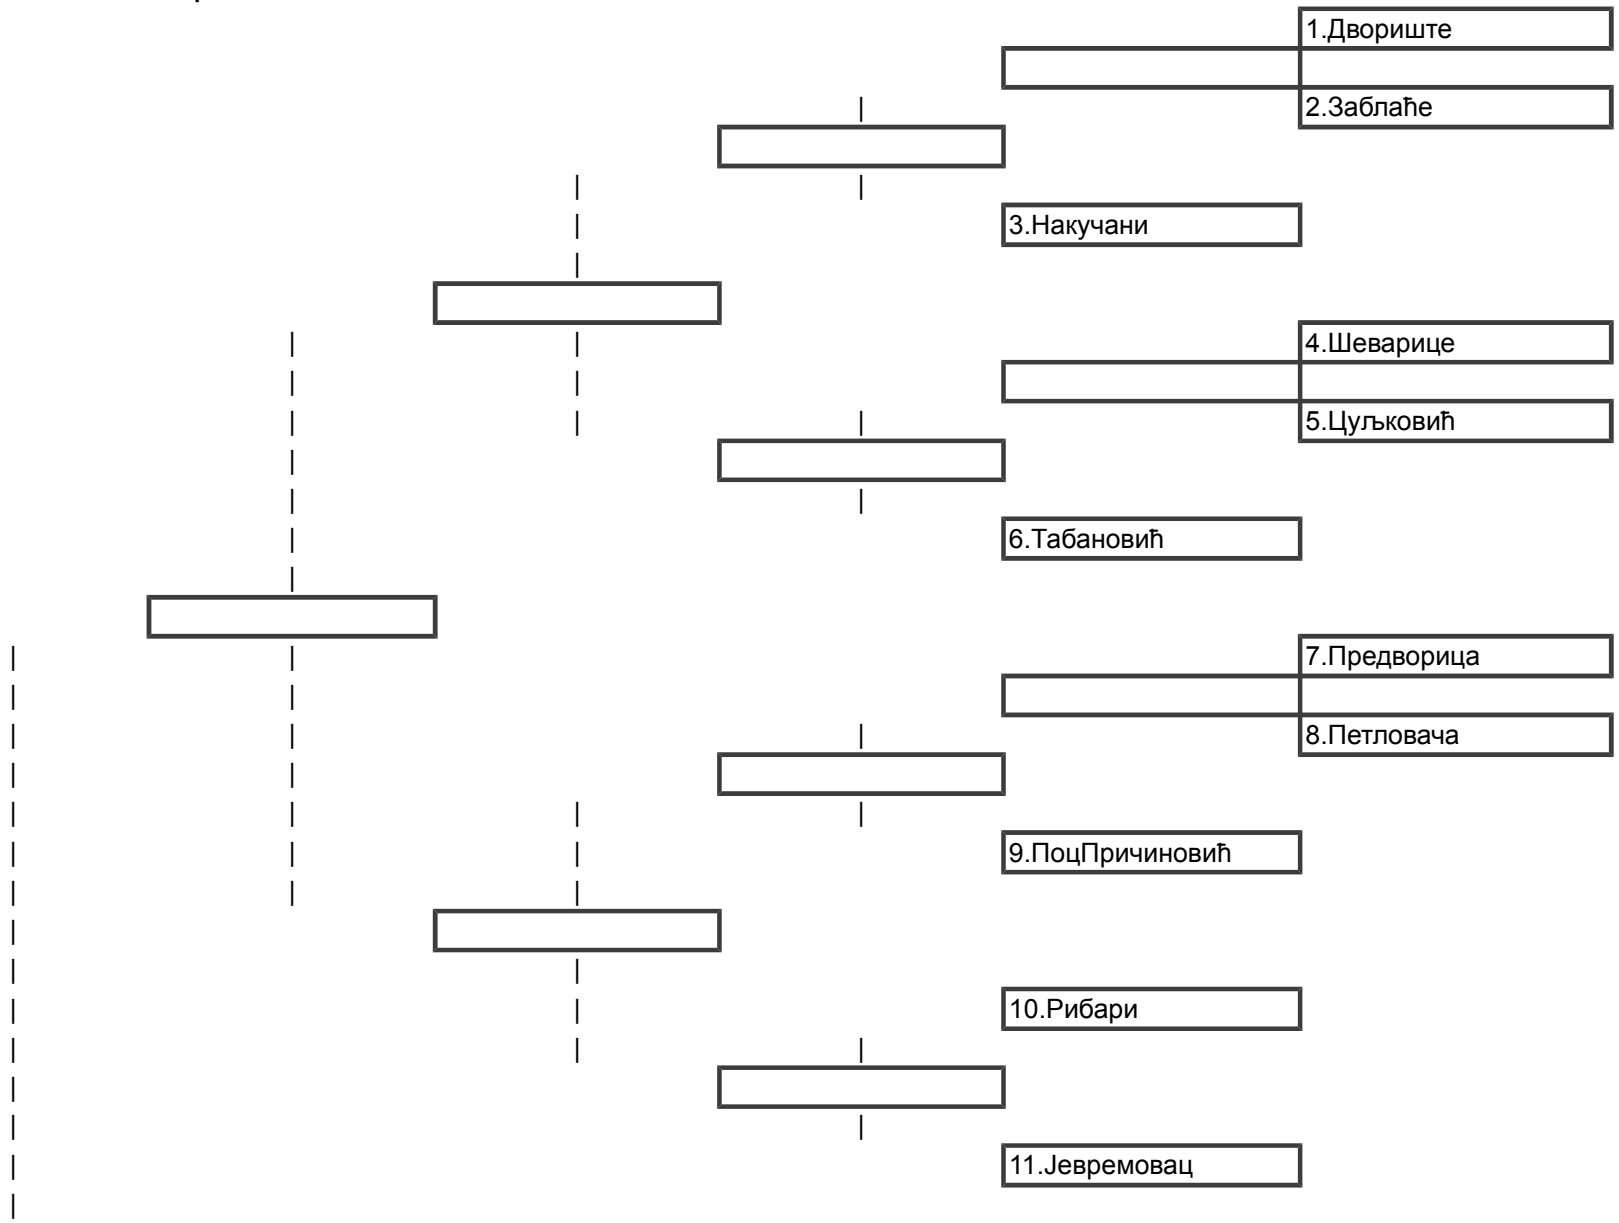 1.Двориште
2.Заблаће
3.Накучани
4.Шеварице
5.Цуљковић
6.Табановић
7.Предворица
8.Петловача
9.ПоцПричиновић
10.Рибари
11.Јевремовац